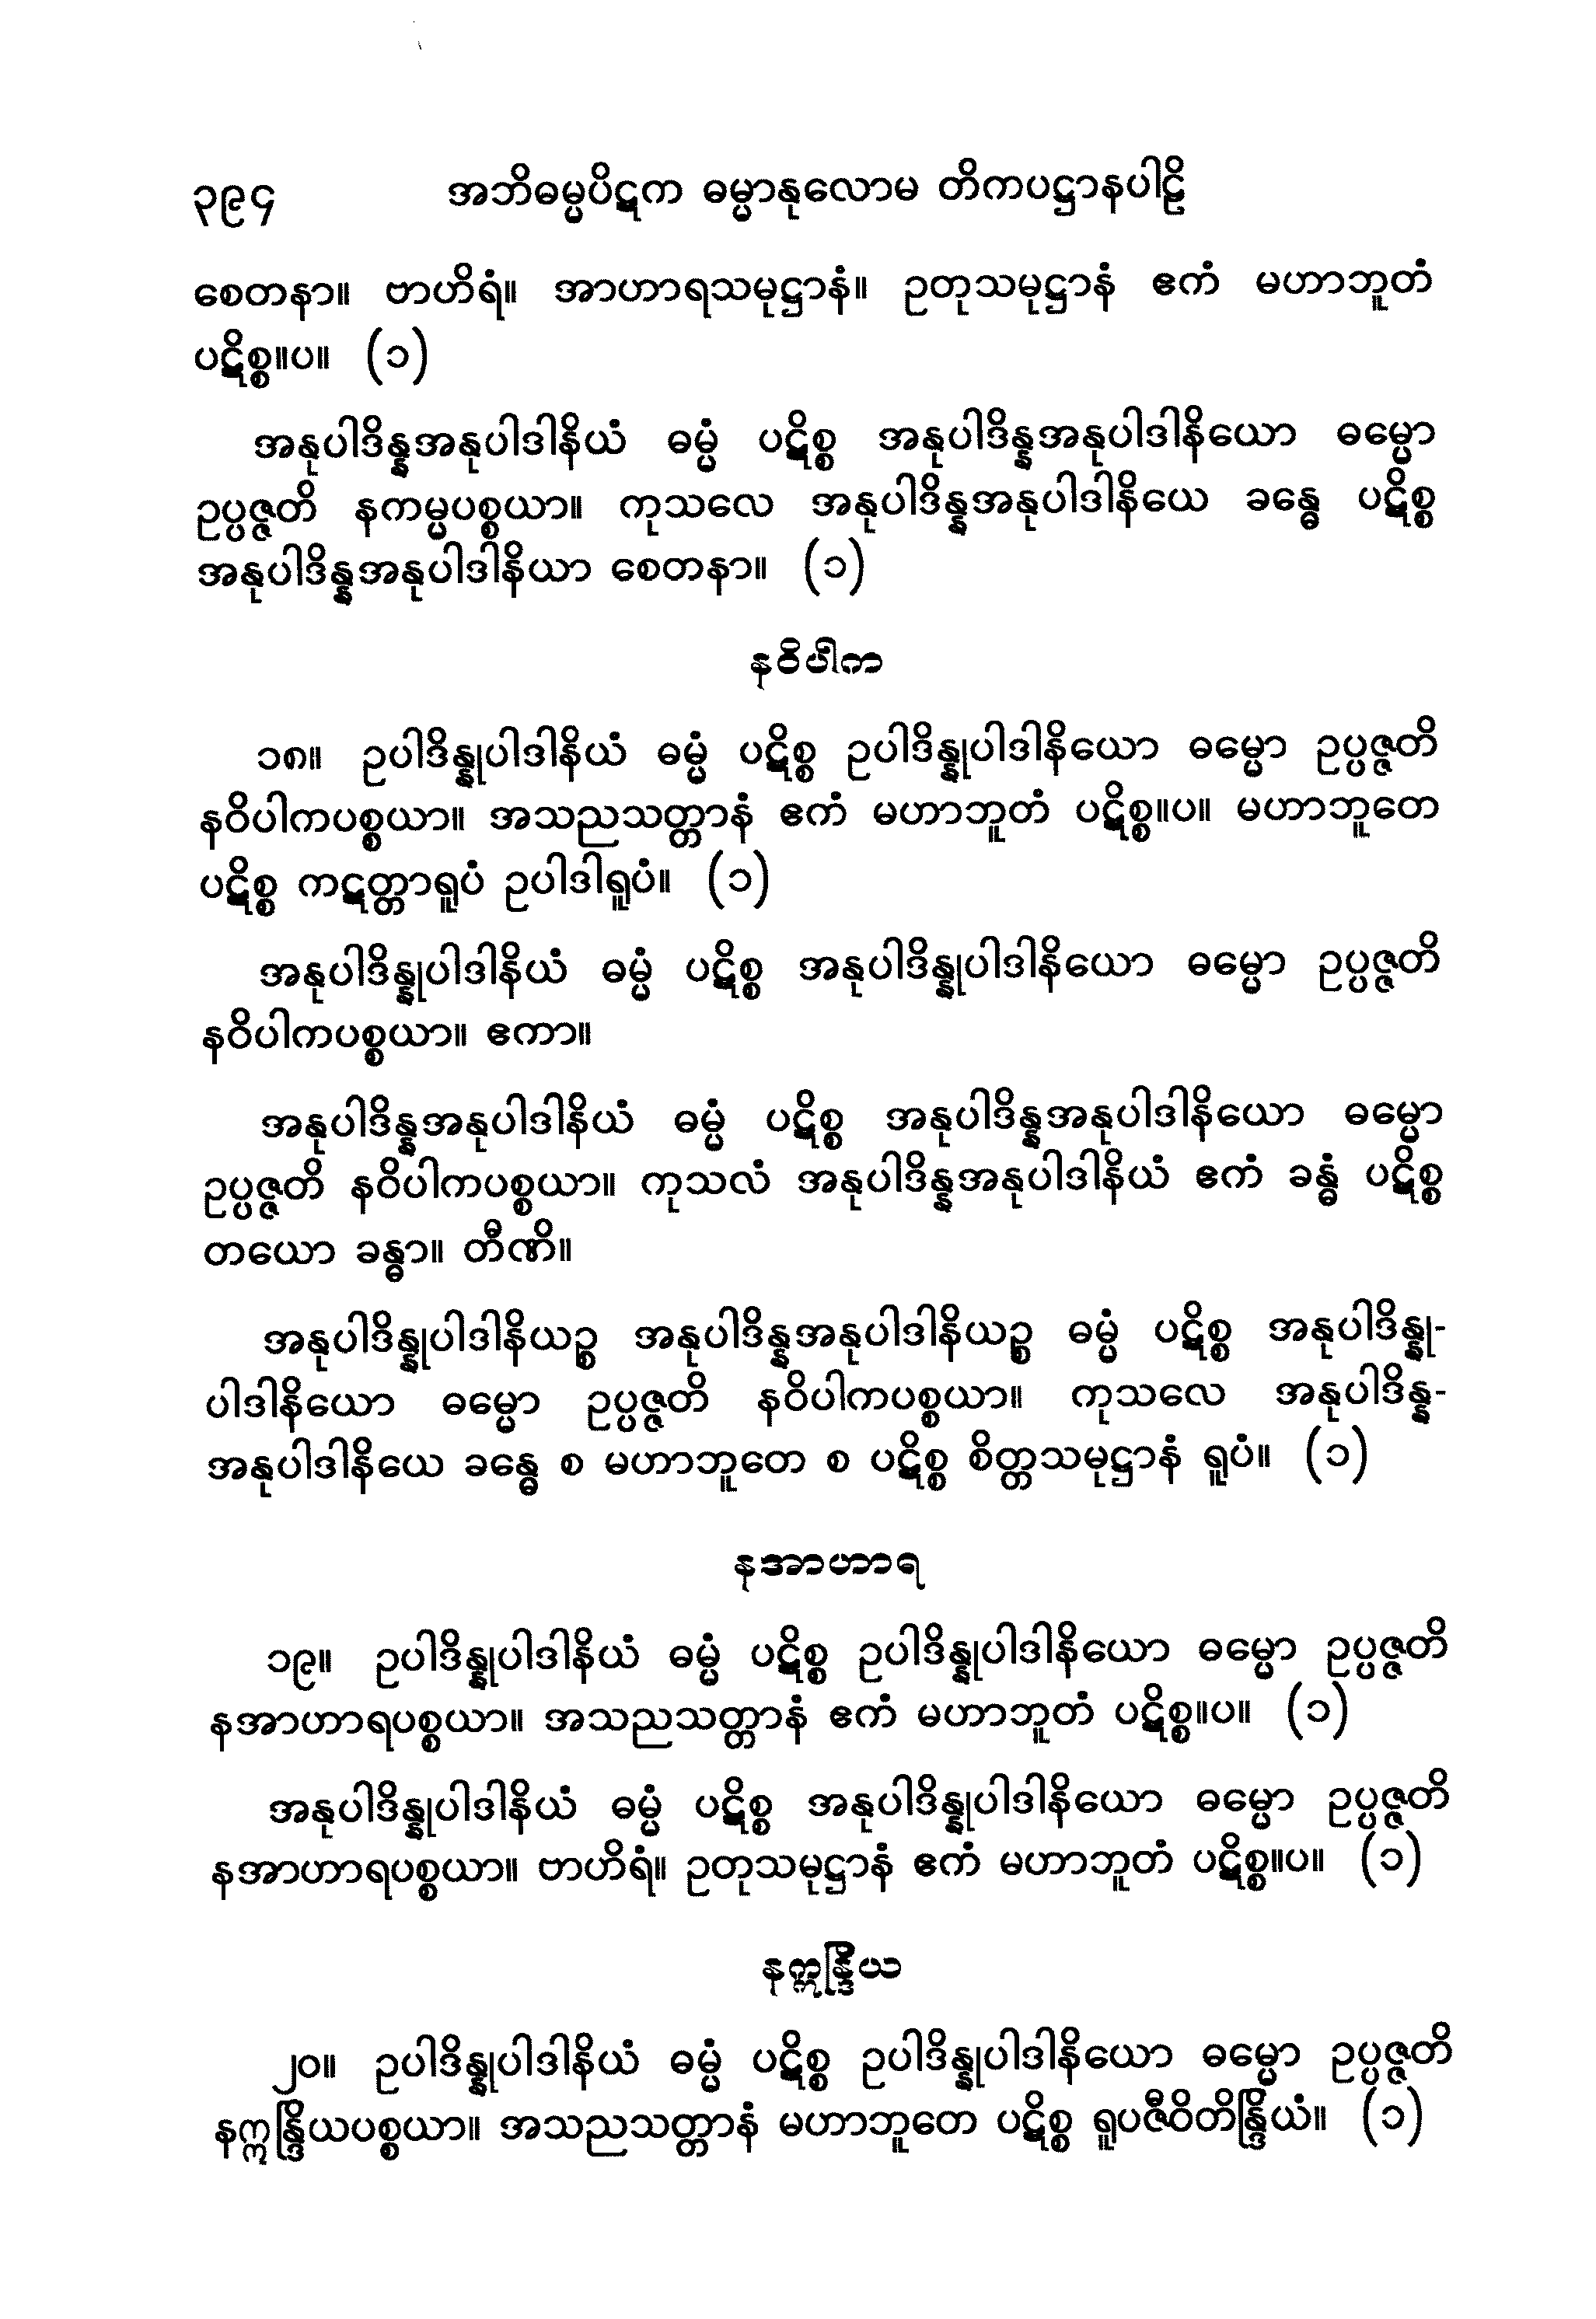 ၃၉၄ အဘိဓမ္မပိဋက ဓမ္မာနုလောမ တိကပဋ္ဌာနပါဠိ
စေတနာ။ ဗာဟိရံ။ အာဟာရသမုဋ္ဌာနံ။ ဥတုသမုဋ္ဌာနံ ဧကံ မဟာဘူတံ
ပဋိစ္စ။ပ။ (၁)
အနုပါဒိန္နအနုပါဒါနိယံ ဓမ္မံ ပဋိစ္စ အနုပါဒိန္နအနုပါဒါနိယော ဓမ္မော
ဥပ္ပဇ္ဇတိ နကမ္မပစ္စယာ။ ကုသလေ အနုပါဒိန္နအနုပါဒါနိယေ ခန္ဓေ ပဋိစ္စ
အနုပါဒိန္နအနုပါဒါနိယာ စေတနာ။ (၁)
နဝိပါက
၁၈။ ဥပါဒိန္နုပါဒါနိယံ ဓမ္မံ ပဋိစ္စ ဥပါဒိန္နုပါဒါနိယော ဓမ္မော ဥပ္ပဇ္ဇတိ
နဝိပါကပစ္စယာ။ အသညသတ္တာနံ ဧကံ မဟာဘူတံ ပဋိစ္စ။ပ။ မဟာဘူတေ
ပဋိစ္စ ကဋတ္တာရူပံ ဥပါဒါရူပံ။ (၁)
အနုပါဒိန္နုပါဒါနိယံ ဓမ္မံ ပဋိစ္စ အနုပါဒိန္နုပါဒါနိယော ဓမ္မော ဥပ္ပဇ္ဇတိ
နဝိပါကပစ္စယာ။ ဧကာ။
အနုပါဒိန္နအနုပါဒါနိယံ ဓမ္မံ ပဋိစ္စ အနုပါဒိန္နအနုပါဒါနိယော ဓမ္မော
ဥပ္ပဇ္ဇတိ နဝိပါကပစ္စယာ။ ကုသလံ အနုပါဒိန္နအနုပါဒါနိယံ ဧကံ ခန္ဓံ ပဋိစ္စ
တယော ခန္ဓာ။ တီဏိ။
အနုပါဒိန္နုပါဒါနိယဉ္စ အနုပါဒိန္နအနုပါဒါနိယဉ္စ ဓမ္မံ ပဋိစ္စ အနုပါဒိန္နု-
ပါဒါနိယော ဓမ္မော ဥပ္ပဇ္ဇတိ နဝိပါကပစ္စယာ။ ကုသလေ အနုပါဒိန္န-
အနုပါဒါနိယေ ခန္ဓေ စ မဟာဘူတေ စ ပဋိစ္စ စိတ္တသမုဋ္ဌာနံ ရူပံ။ (၁)
နအာဟာရ
၁၉။ ဥပါဒိန္နုပါဒါနိယံ ဓမ္မံ ပဋိစ္စ ဥပါဒိန္နုပါဒါနိယော ဓမ္မော ဥပ္ပဇ္ဇတိ
နအာဟာရပစ္စယာ။ အသညသတ္တာနံ ဧကံ မဟာဘူတံ ပဋိစ္စ။ပ။ (၁)
အနုပါဒိန္နုပါဒါနိယံ ဓမ္မံ ပဋိစ္စ အနုပါဒိန္နုပါဒါနိယော ဓမ္မော ဥပ္ပဇ္ဇတိ
နအာဟာရပစ္စယာ။ ဗာဟိရံ။ ဥတုသမုဋ္ဌာနံ ဧကံ မဟာဘူတံ ပဋိစ္စ။ပ။ (၁)
နဣန္ဒြိယ
၂၀။ ဥပါဒိန္နုပါဒါနိယံ ဓမ္မံ ပဋိစ္စ ဥပါဒိန္နုပါဒါနိယော ဓမ္မော ဥပ္ပဇ္ဇတိ
နဣန္ဒြိယပစ္စယာ။ အသညသတ္တာနံ မဟာဘူတေ ပဋိစ္စ ရူပဇီဝိတိန္ဒြိယံ။ (၁)